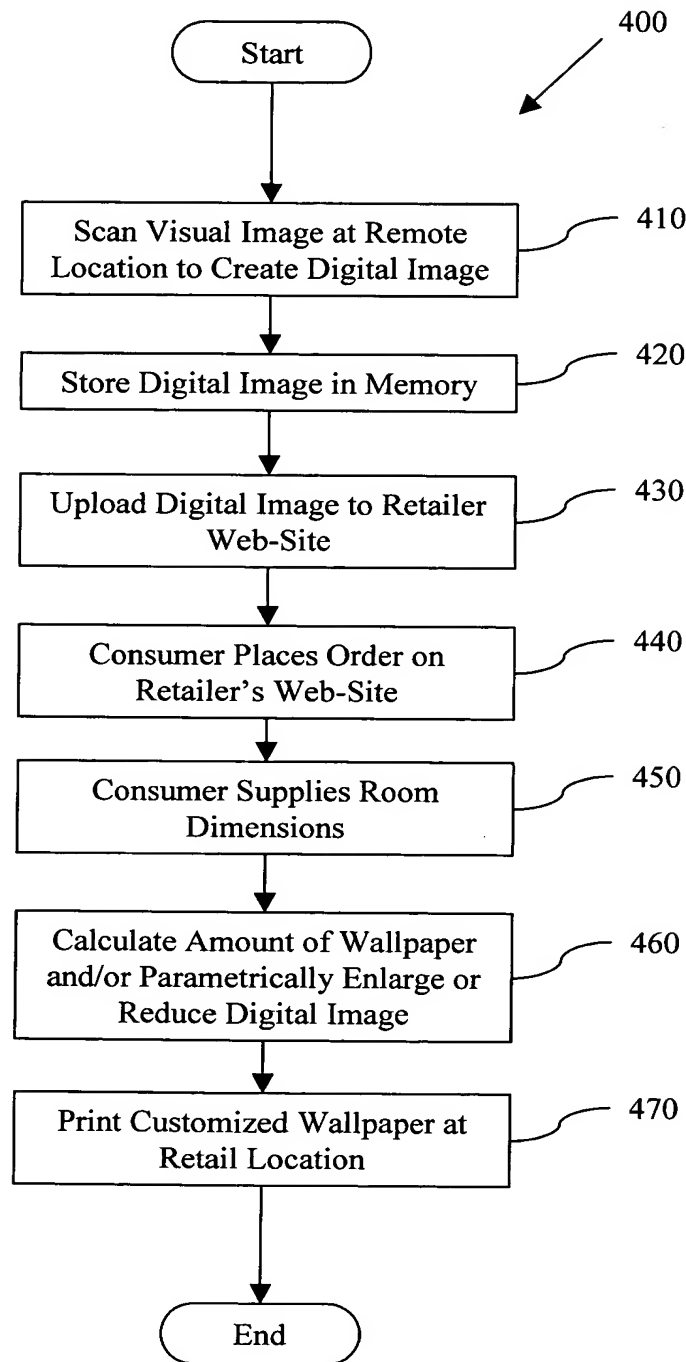 400
Start
Scan Visual Image at Remote
Location to Create Digital Image
410
Store Digital Image in Memory
420
Upload Digital Image to Retailer
Web-Site
430
Consumer Places Order on
Retailer's Web-Site
440
Consumer Supplies Room
Dimensions
450
Calculate Amount of Wallpaper
and/or Parametrically Enlarge or
Reduce Digital Image
460
Print Customized Wallpaper at
Retail Location
470
End